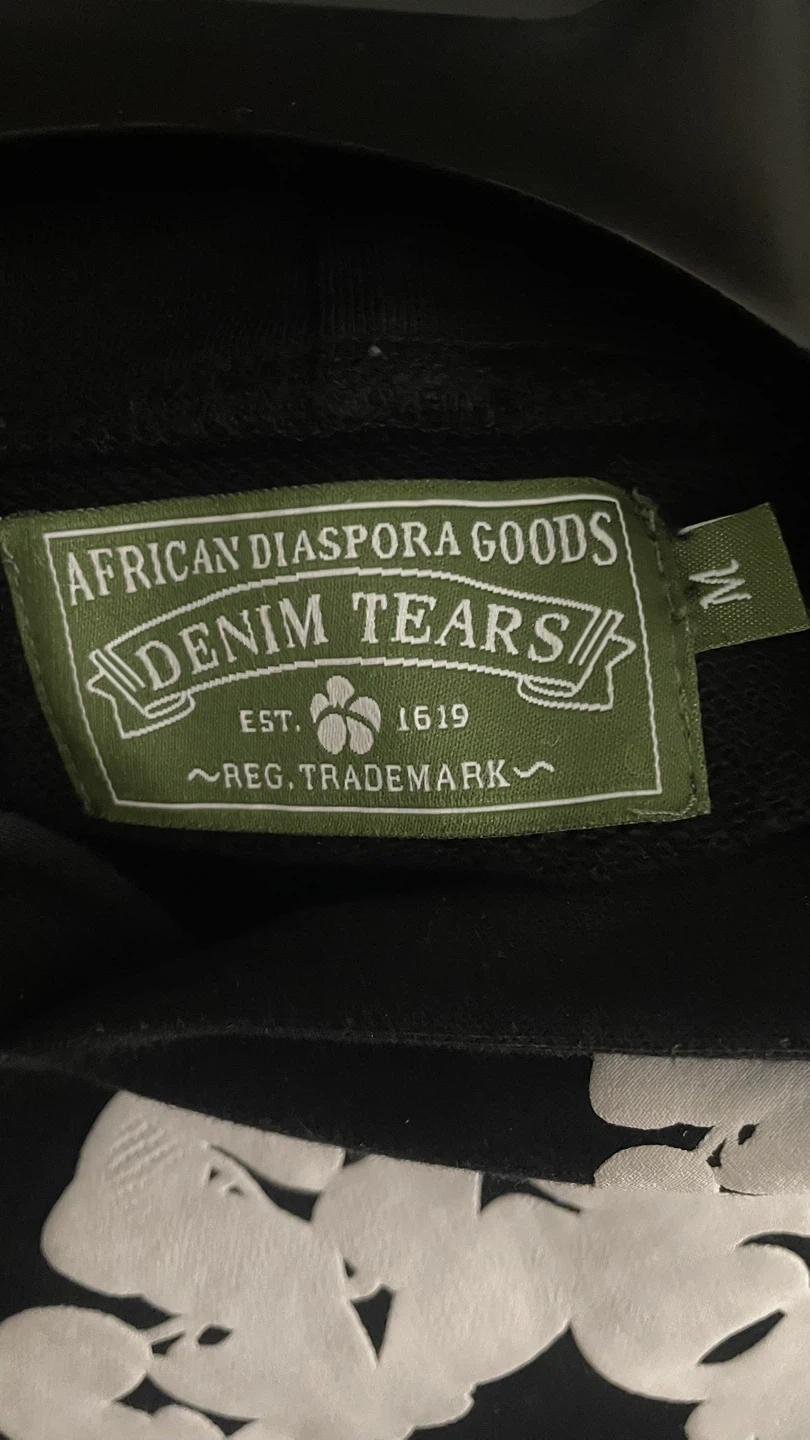 AFRICAN DIASPORA GOODS
DENIM TEARS
EST. 1619
~REG. TRADEMARK~
M